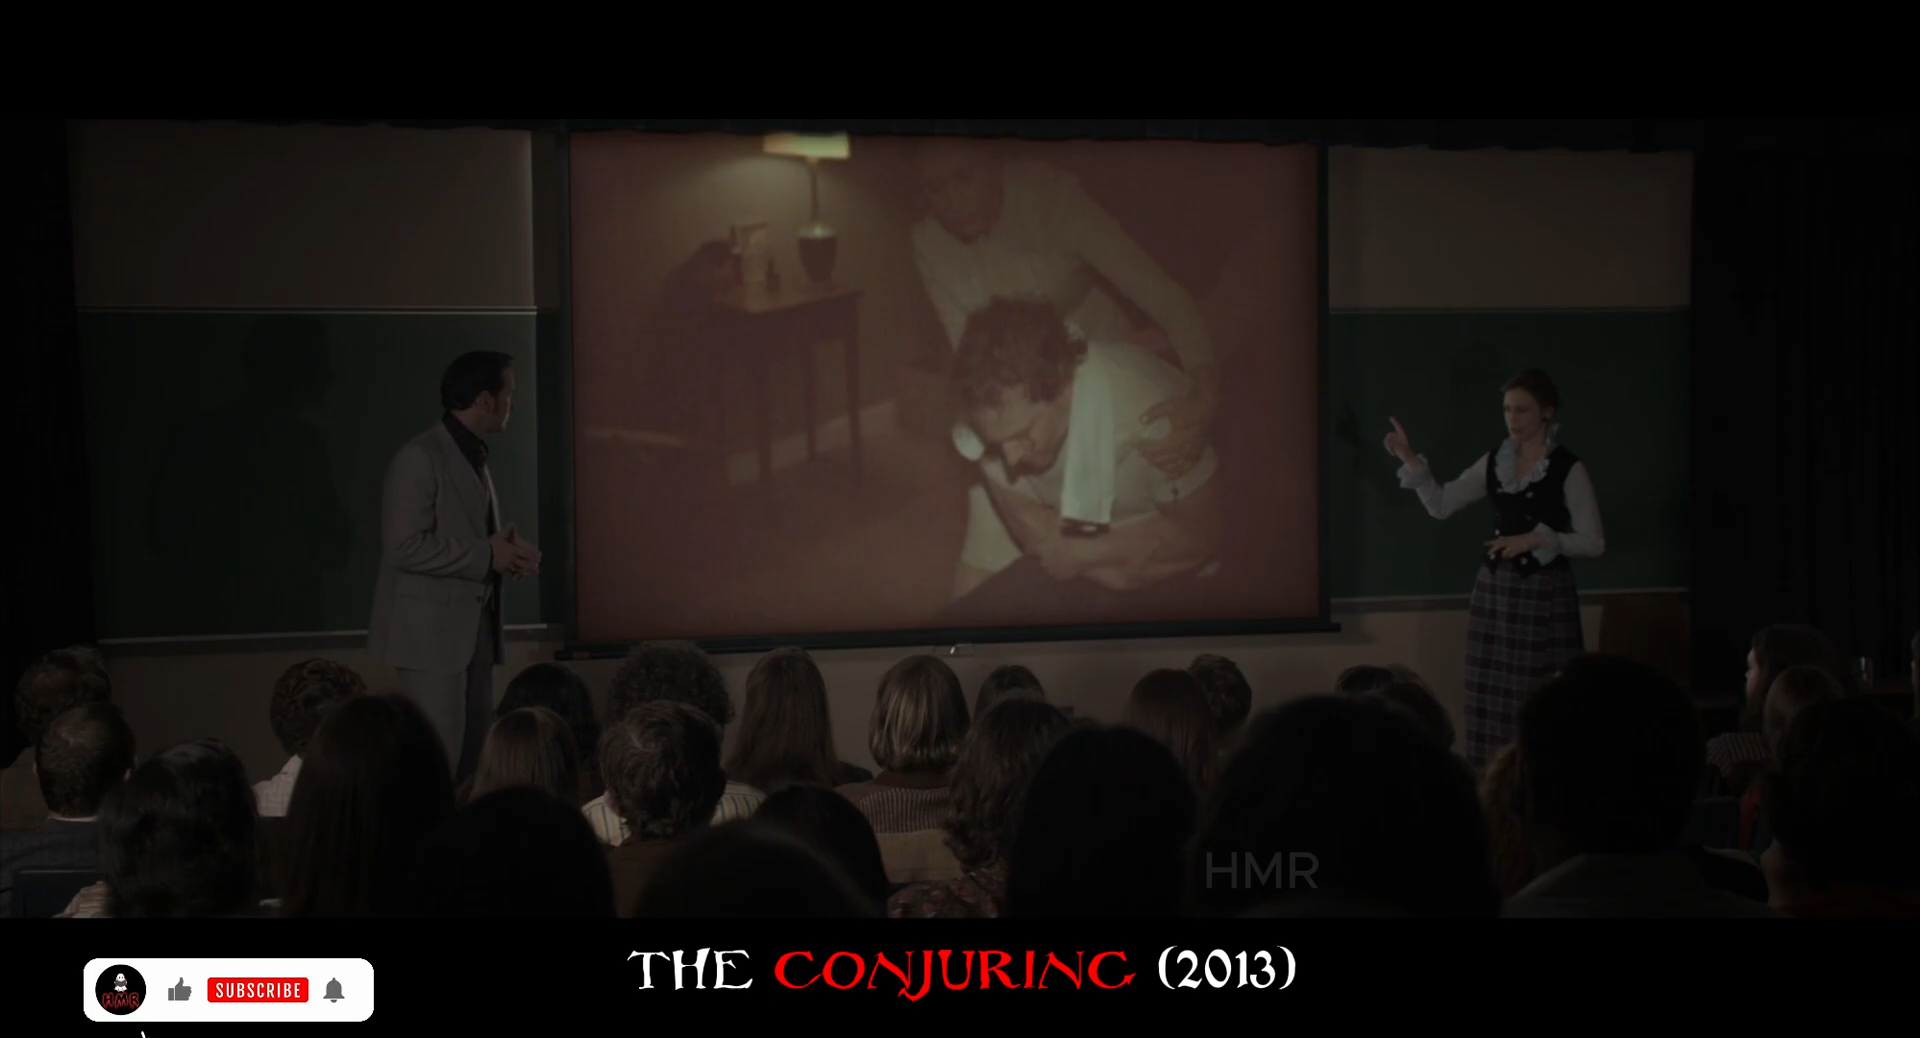 HMR
THE CONJURING (2013)
HMR
SUBSCRIBE